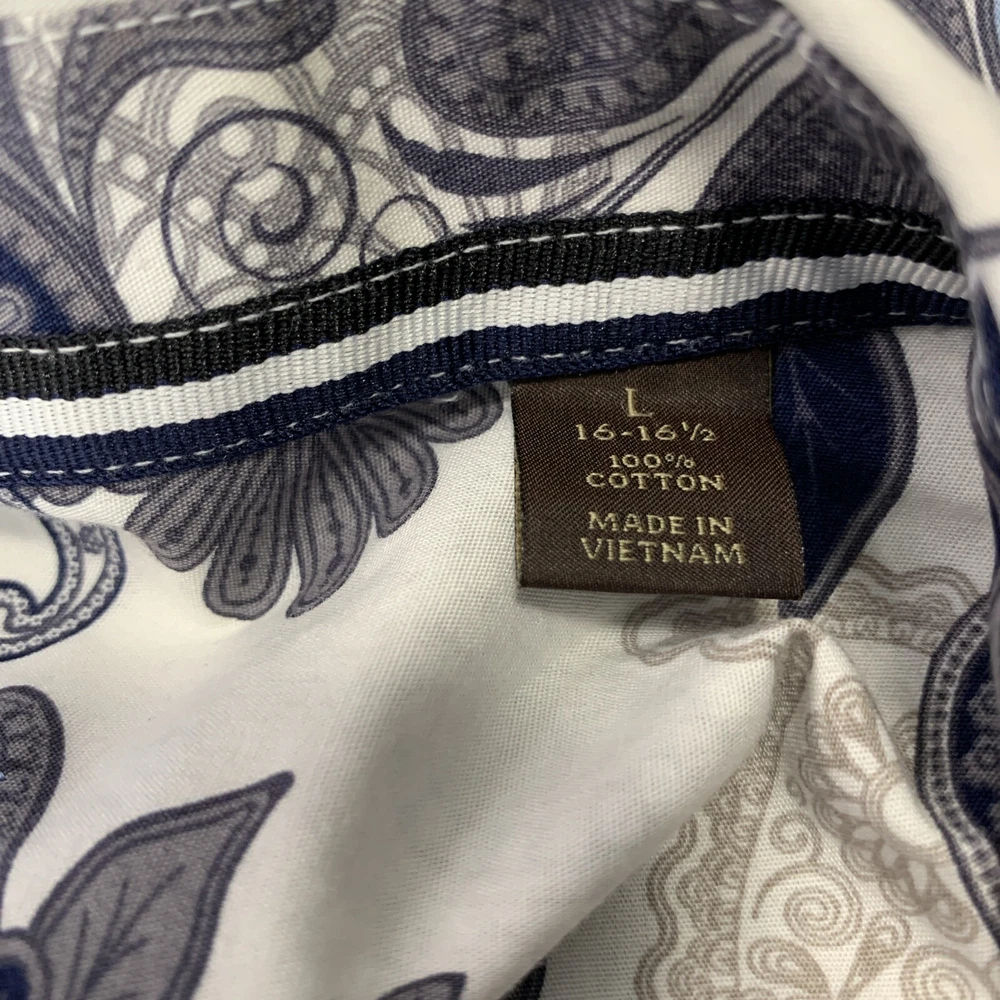 L
16-16½
100%
COTTON
MADE IN
VIETNAM